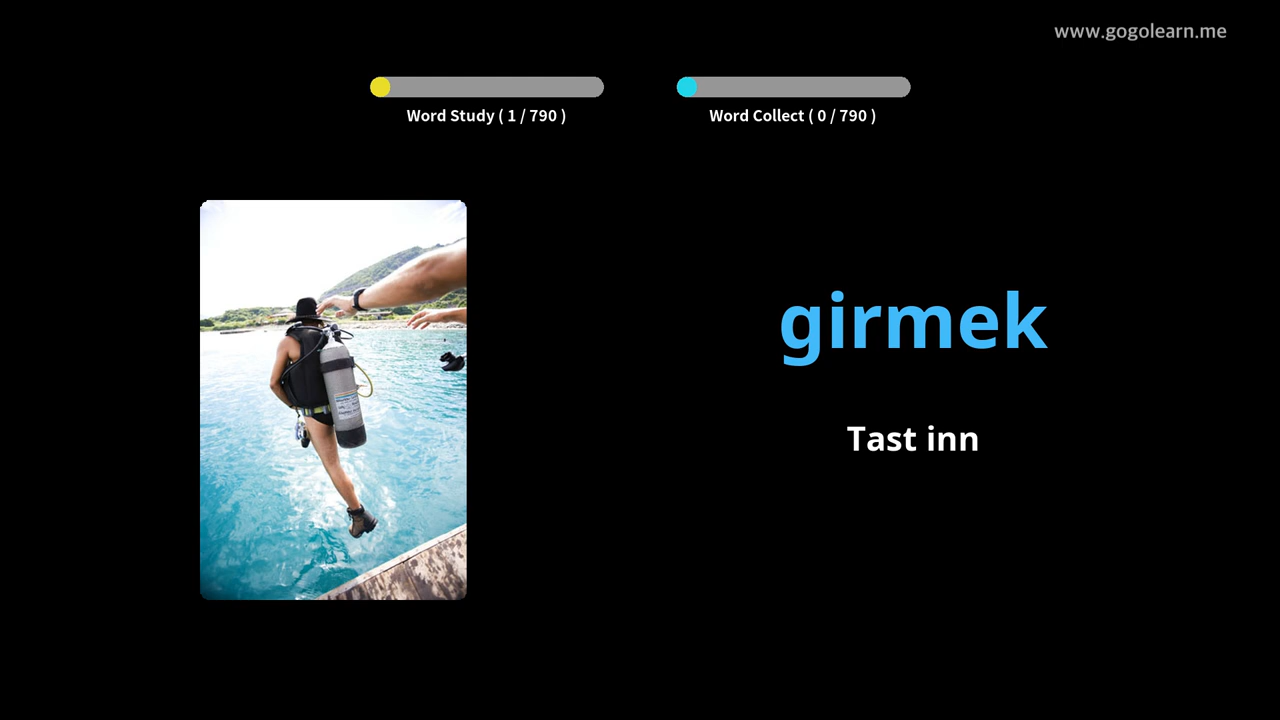 www.gogolearn.me
Word Study ( 1 / 790 )
Word Collect ( 0 / 790 )
girmek
Tast inn